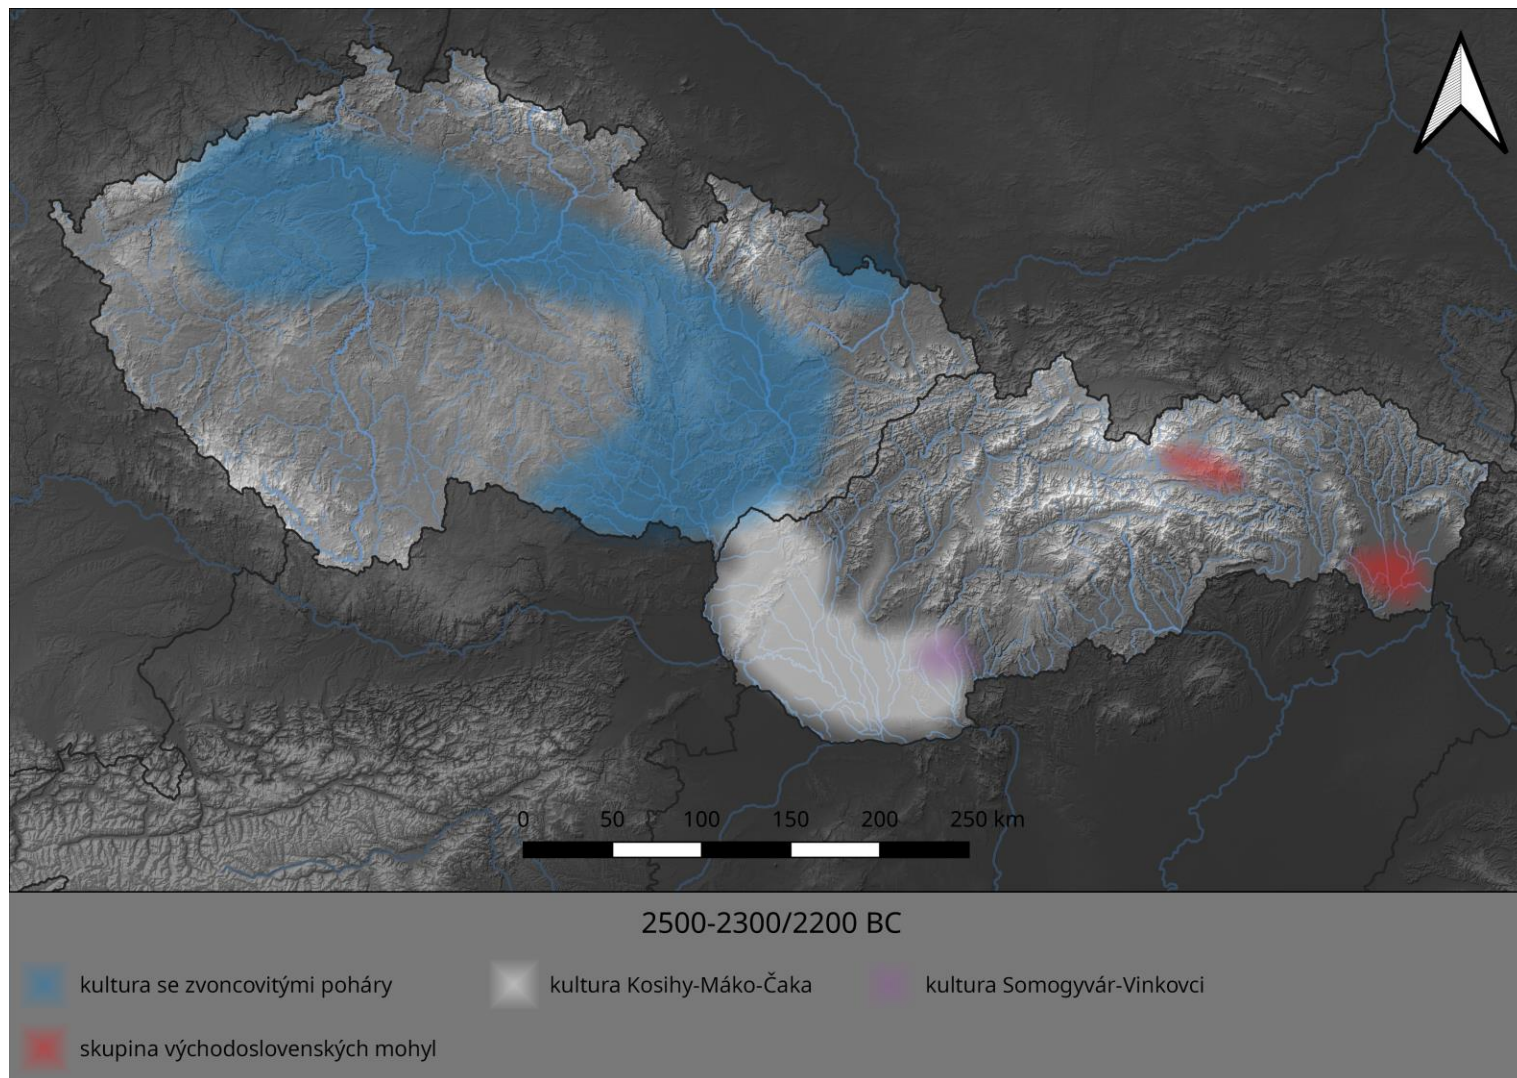 0 50 100 150 200 250 km
2500-2300/2200 BC
kultura se zvoncovitými poháry kultura Kosihy-Máko-Čaka kultura Somogyvár-Vinkovci
skupina východoslovenských mohyl